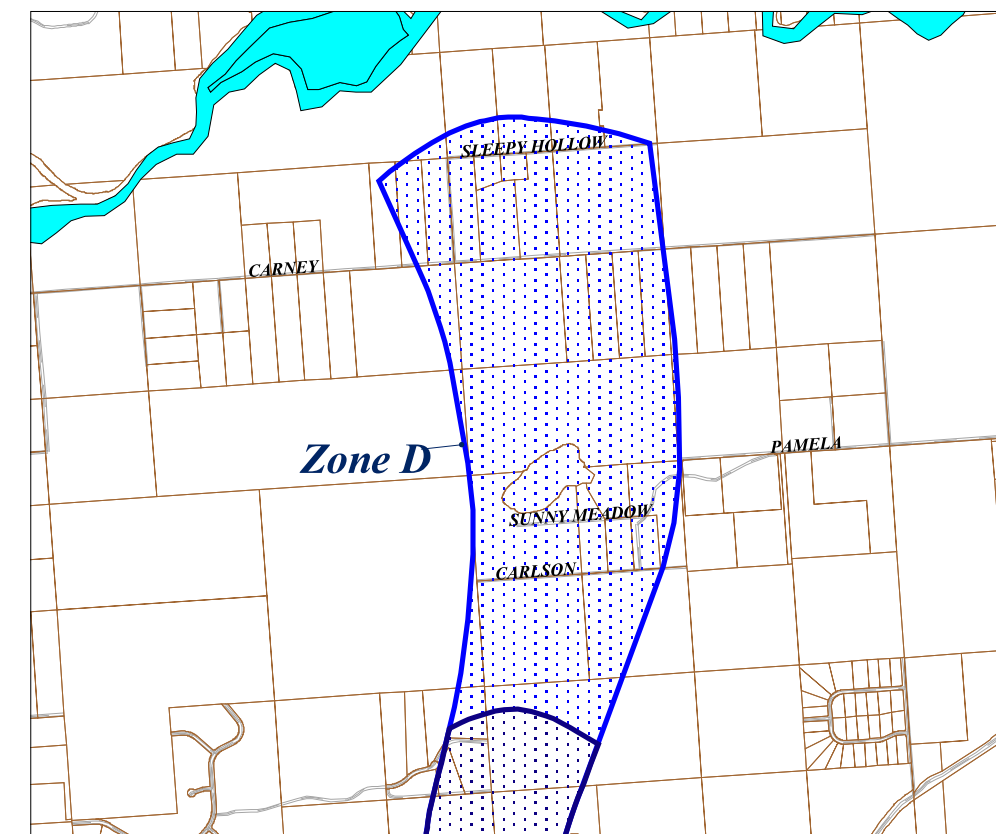 SLEEPY HOLLOW
CARNEY
PAMELA
Zone D
SUNNY MEADOW
CARLSON